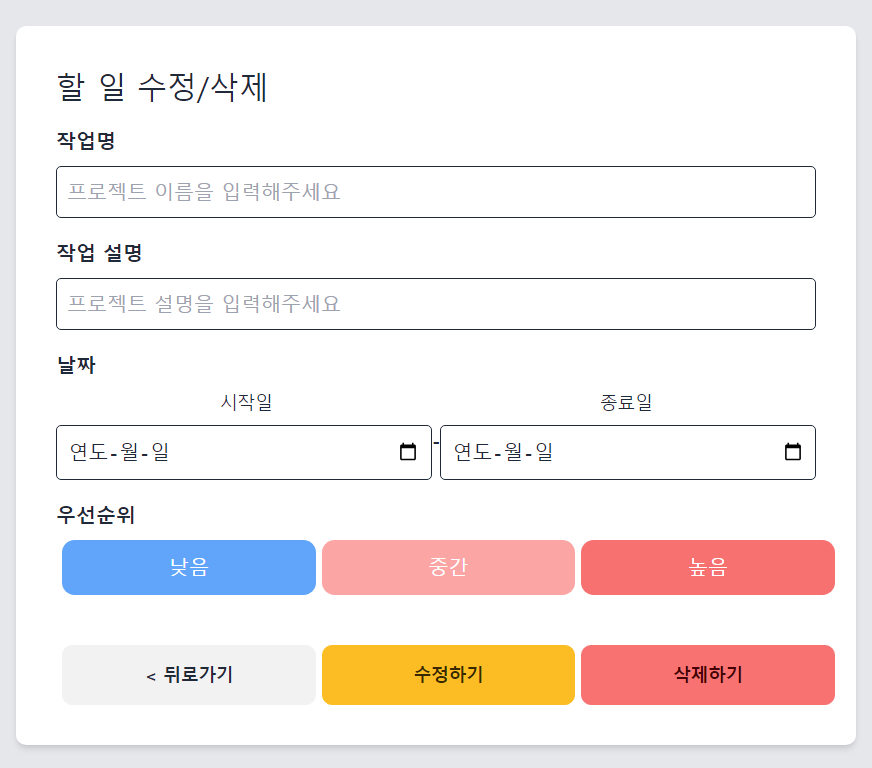 할 일 수정/삭제
작업명
프로젝트 이름을 입력해주세요
작업 설명
프로젝트 설명을 입력해주세요
날짜
시작일 종료일
연도-월-일 - 연도-월-일
우선순위
낮음 중간 높음
< 뒤로가기 수정하기 삭제하기